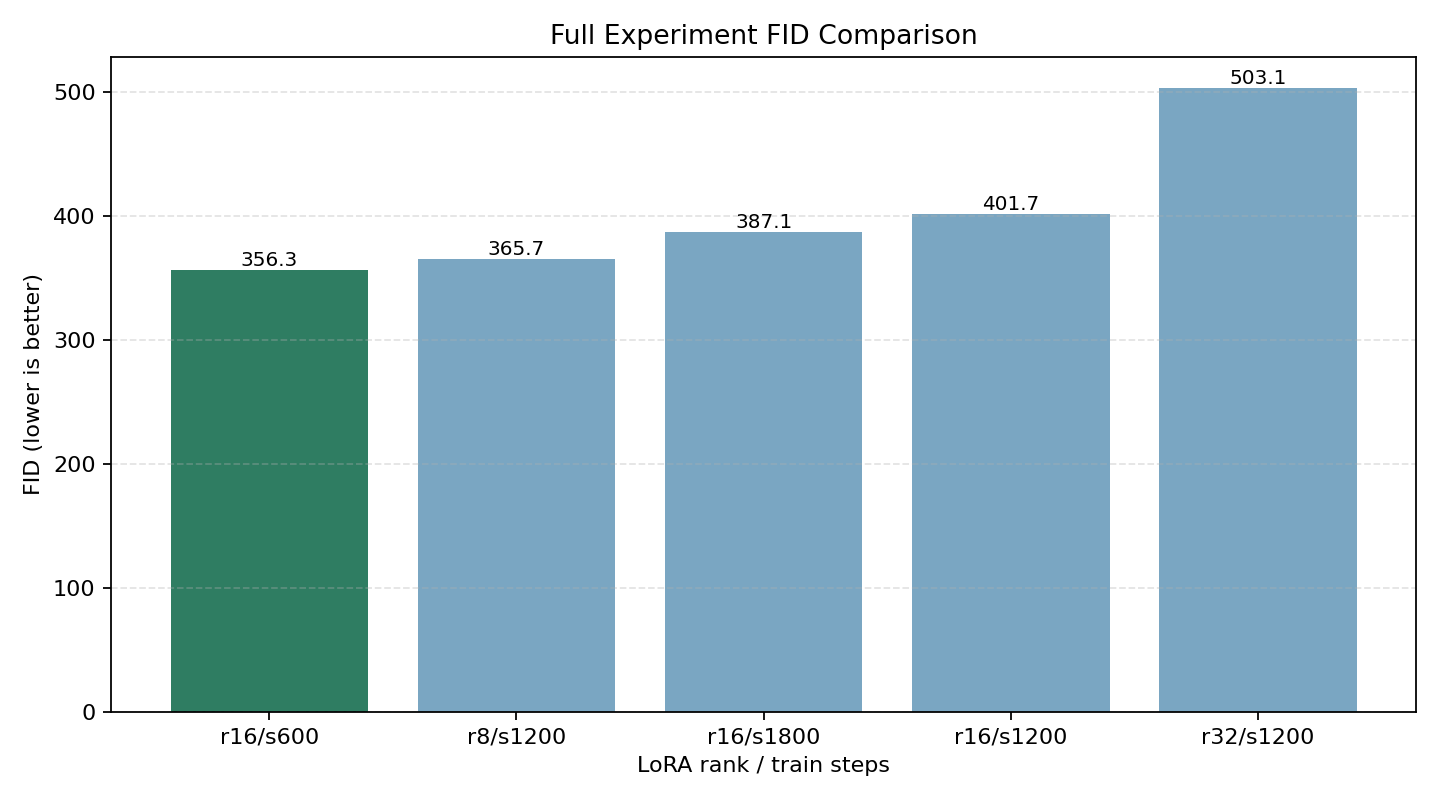 Full Experiment FID Comparison
FID (lower is better)
500
400
300
200
100
0
356.3
365.7
387.1
401.7
503.1
r16/s600
r8/s1200
r16/s1800
r16/s1200
r32/s1200
LoRA rank / train steps